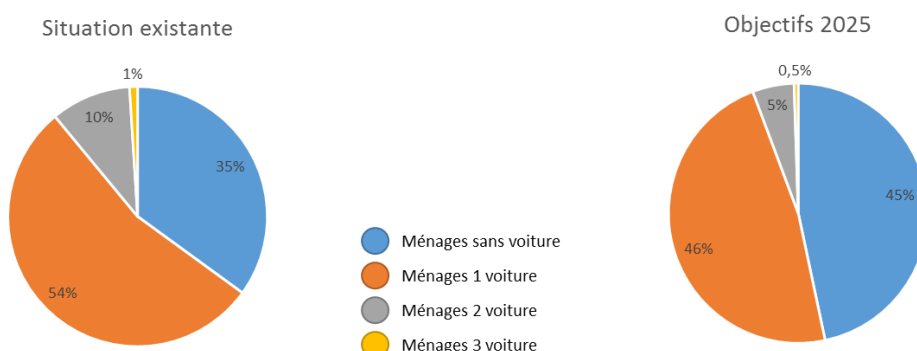 Situation existante
1%
10%
35%
54%
Ménages sans voiture
Ménages 1 voiture
Ménages 2 voiture
Ménages 3 voiture
Objectifs 2025
0,5%
5%
45%
46%